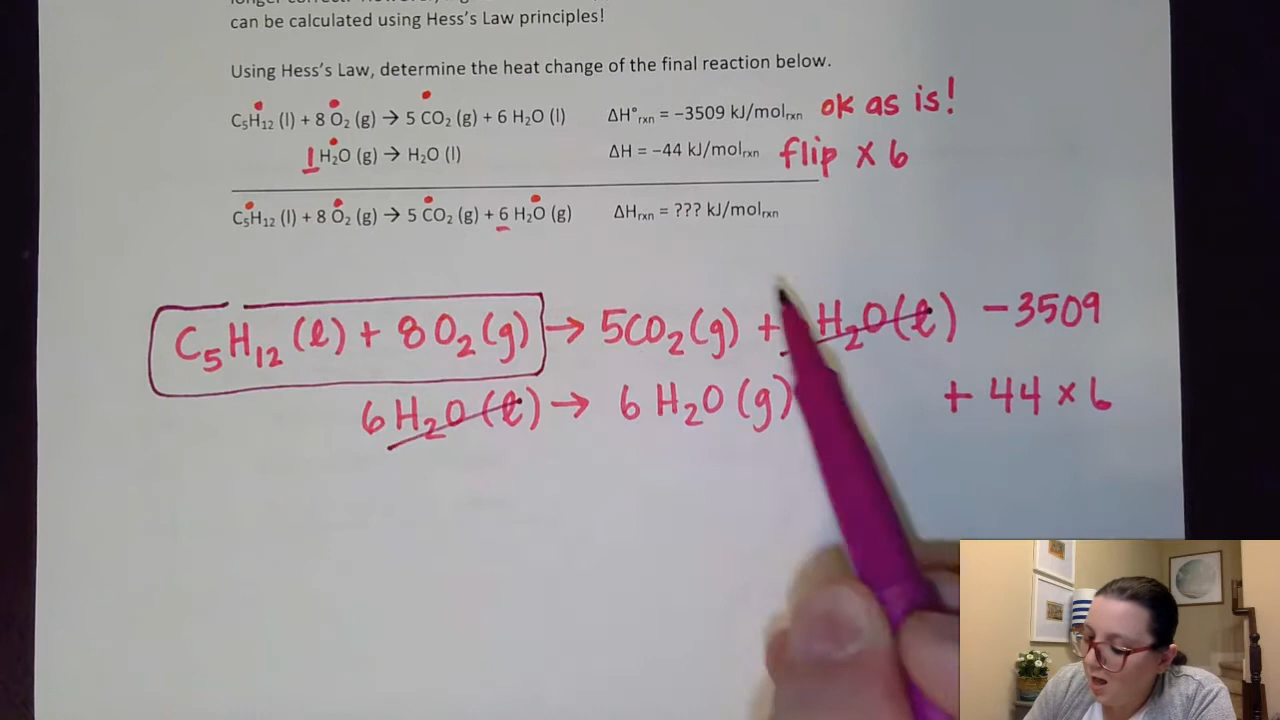 can be calculated using Hess's Law principles!
Using Hess's Law, determine the heat change of the final reaction below.
C₅H₁₂ (l) + 8 O₂ (g) → 5 CO₂ (g) + 6 H₂O (l) ΔH°rxn = −3509 kJ/molrxn ok as is!
1 H₂O (g) → H₂O (l) ΔH = −44 kJ/molrxn flip x 6
C₅H₁₂ (l) + 8 O₂ (g) → 5 CO₂ (g) + 6 H₂O (g) ΔHrxn = ??? kJ/molrxn
C₅H₁₂ (l) + 8 O₂ (g) → 5CO₂ (g) + H₂O (l) − 3509
6 H₂O (l) → 6 H₂O (g) + 44 x 6